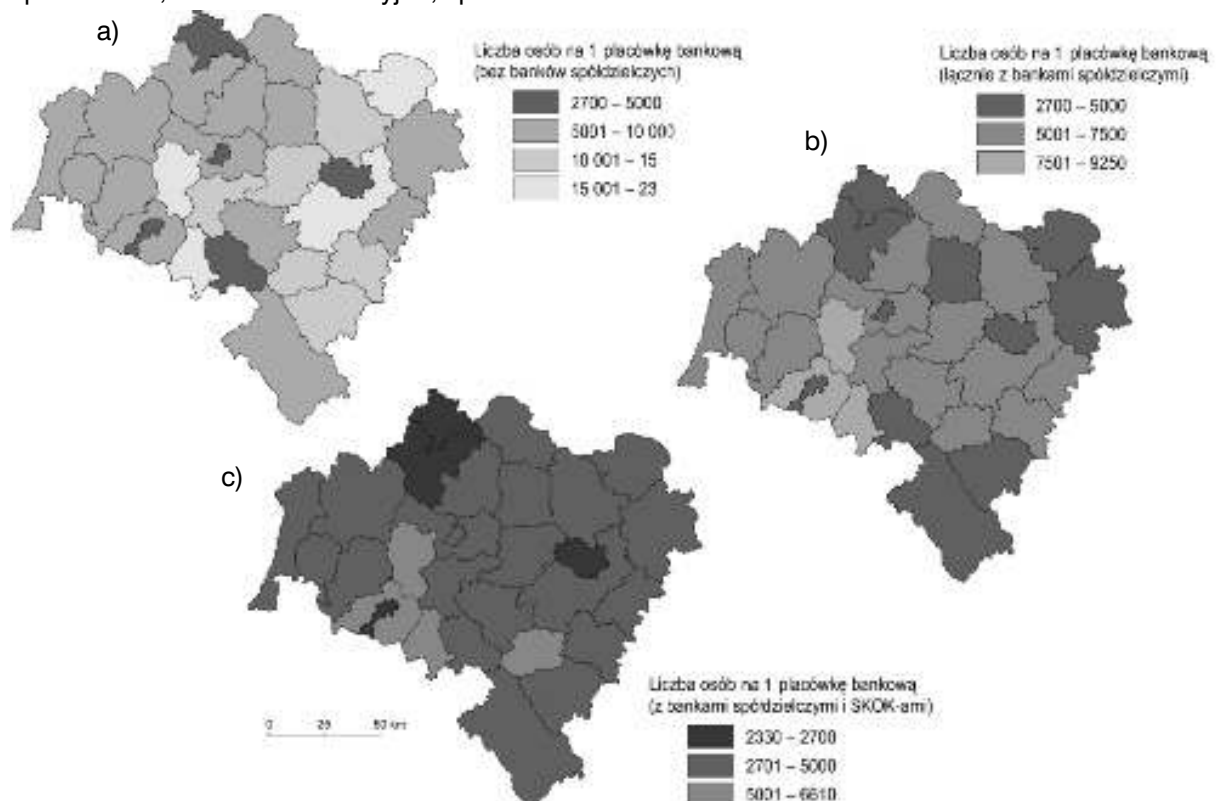 a)
Liczba osób na 1 placówkę bankową
(bez banków spółdzielczych)
2700 – 5000
5001 – 10 000
10 001 – 15
15 001 – 23
Liczba osób na 1 placówkę bankową
(łącznie z bankami spółdzielczymi)
2700 – 5000
5001 – 7500
7501 – 9250
b)
c)
0 25 50 km
Liczba osób na 1 placówkę bankową
(z bankami spółdzielczymi i SKOK-ami)
2330 – 2700
2701 – 5000
5001 – 6610